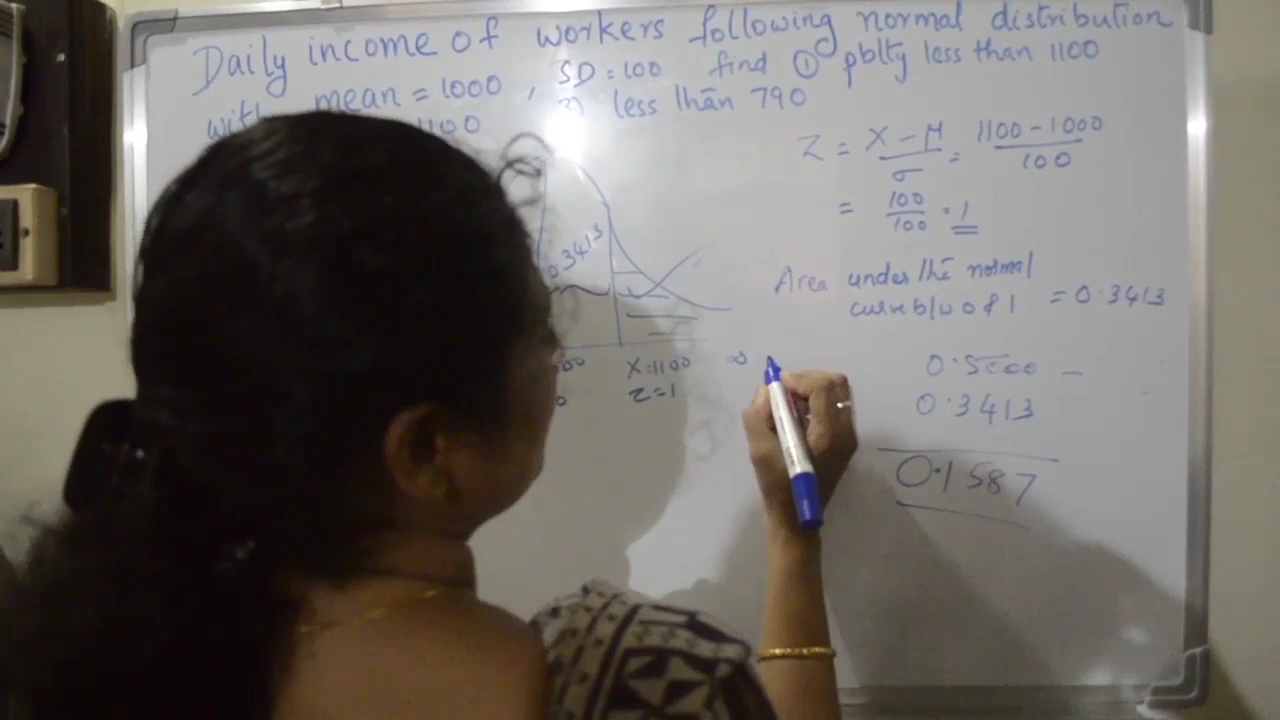 Daily income of workers following normal distribution
with mean = 1000, SD = 100 find ① pblty less than 1100
1100 less than 790
Z = X - μ / σ = 1100 - 1000 / 100
= 100 / 100 = 1
0.3413
Area under the normal
curve b/w 0 & 1 = 0.3413
X=1100 ∞
Z=1
0.5000 -
0.3413
0.1587